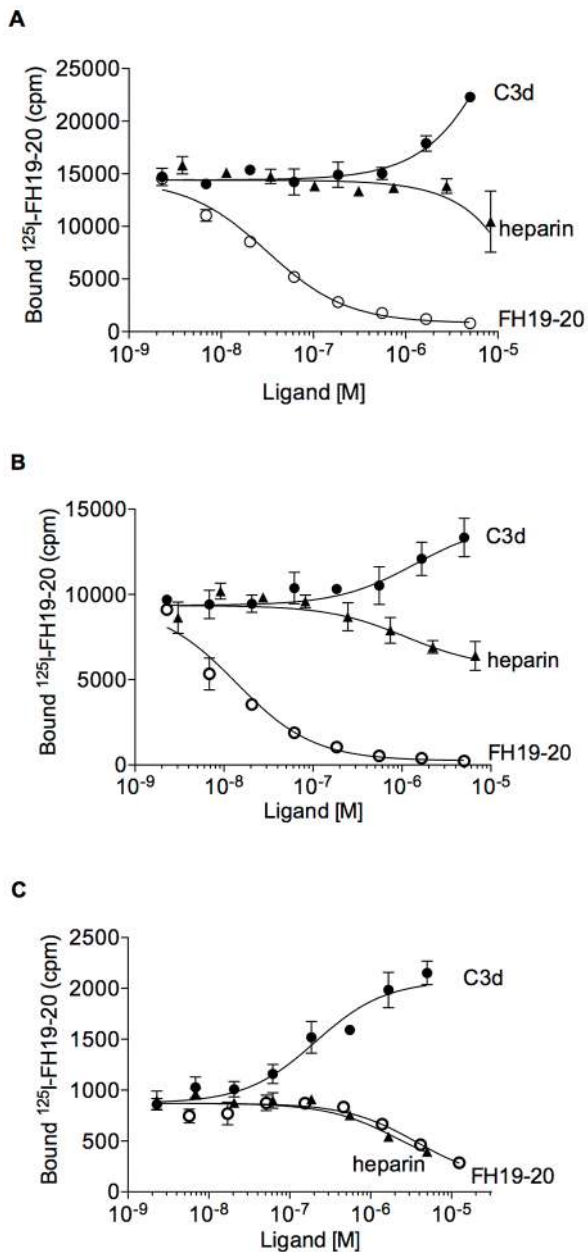 A
25000
20000
15000
10000
5000
0
Bound ¹²⁵I-FH19-20 (cpm)
C3d
heparin
FH19-20
10⁻⁹ 10⁻⁸ 10⁻⁷ 10⁻⁶ 10⁻⁵
Ligand [M]
B
15000
10000
5000
0
Bound ¹²⁵I-FH19-20 (cpm)
C3d
heparin
FH19-20
10⁻⁹ 10⁻⁸ 10⁻⁷ 10⁻⁶ 10⁻⁵
Ligand [M]
C
2500
2000
1500
1000
500
0
Bound ¹²⁵I-FH19-20 (cpm)
C3d
heparin
FH19-20
10⁻⁹ 10⁻⁸ 10⁻⁷ 10⁻⁶ 10⁻⁵
Ligand [M]